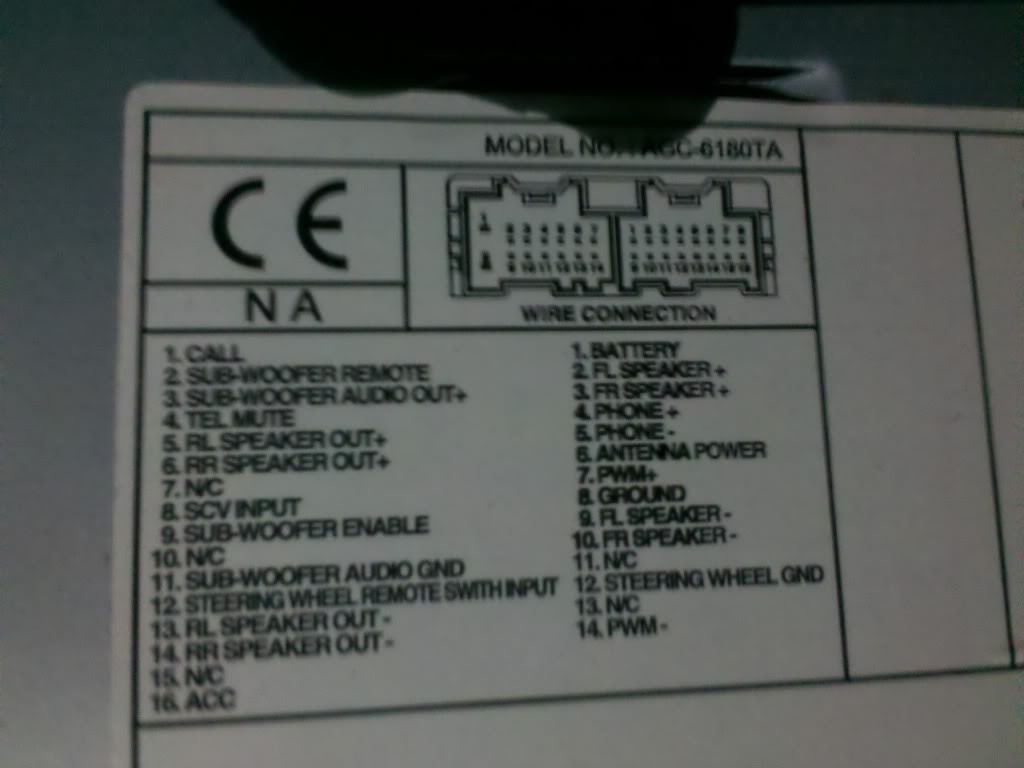 MODEL NO. : AGC-6180TA
CE
NA
WIRE CONNECTION
1. CALL
2. SUB-WOOFER REMOTE
3. SUB-WOOFER AUDIO OUT+
4. TEL MUTE
5. RL SPEAKER OUT+
6. RR SPEAKER OUT+
7. N/C
8. SCV INPUT
9. SUB-WOOFER ENABLE
10. N/C
11. SUB-WOOFER AUDIO GND
12. STEERING WHEEL REMOTE SWITH INPUT
13. RL SPEAKER OUT -
14. RR SPEAKER OUT -
15. N/C
16. ACC
1. BATTERY
2. FL SPEAKER +
3. FR SPEAKER +
4. PHONE +
5. PHONE -
6. ANTENNA POWER
7. PWM+
8. GROUND
9. FL SPEAKER -
10. FR SPEAKER -
11. N/C
12. STEERING WHEEL GND
13. N/C
14. PWM -